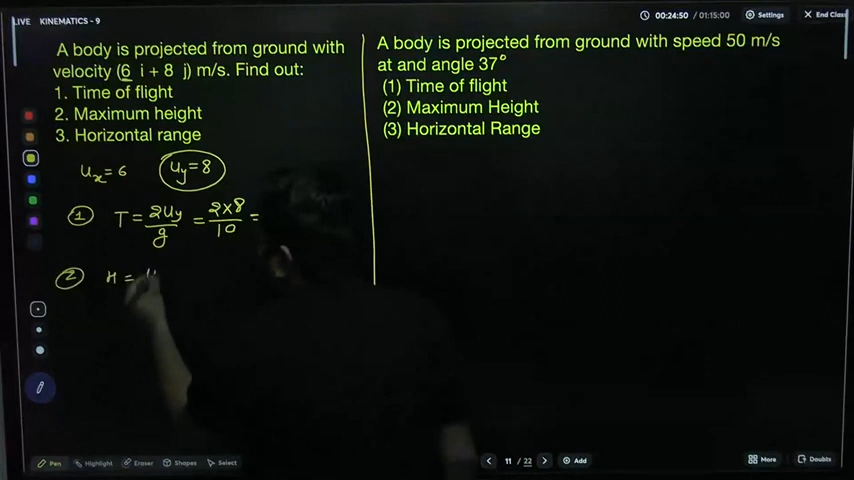 LIVE KINEMATICS - 9
00:24:50 / 01:15:00 Settings End Class
A body is projected from ground with
velocity (6 i + 8 j) m/s. Find out:
1. Time of flight
2. Maximum height
3. Horizontal range
uₓ=6 u_y=8
① T = 2u_y/g = 2×8/10 =
② H = u
A body is projected from ground with speed 50 m/s
at and angle 37°
(1) Time of flight
(2) Maximum Height
(3) Horizontal Range
Pen Highlight Eraser Shapes Select
11 / 22 Add
More Doubts